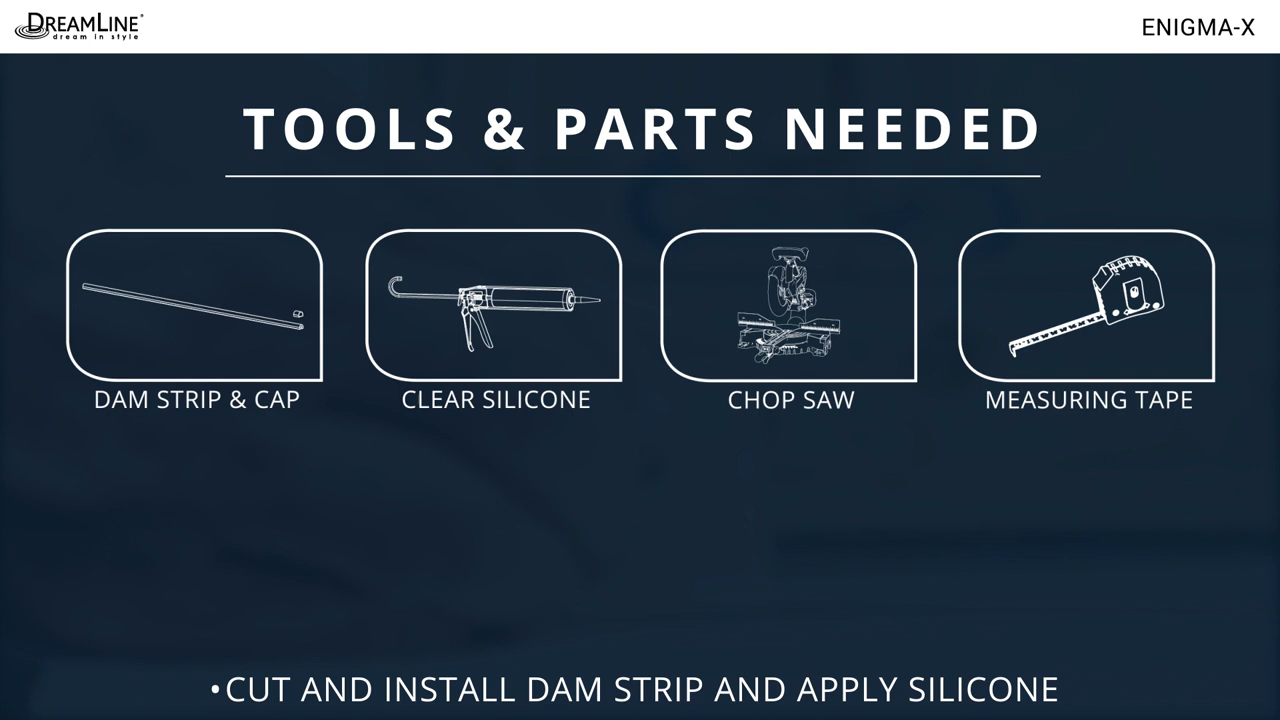 DREAMLINE®
dream in style
ENIGMA-X
TOOLS & PARTS NEEDED
DAM STRIP & CAP
CLEAR SILICONE
CHOP SAW
MEASURING TAPE
•CUT AND INSTALL DAM STRIP AND APPLY SILICONE